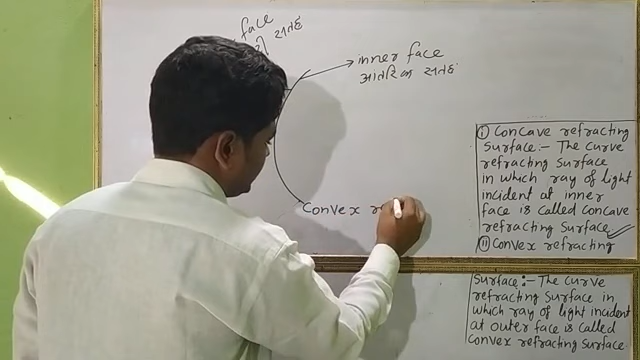 face
सतह
inner face
आंतरिक सतह
Convex r
(i) Concave refracting
Surface:- The curve
refracting surface
in which ray of light
incident at inner
face is called Concave
refracting surface
(ii) Convex refracting
Surface:- The curve
refracting surface in
which ray of light incident
at outer face is called
Convex refracting surface